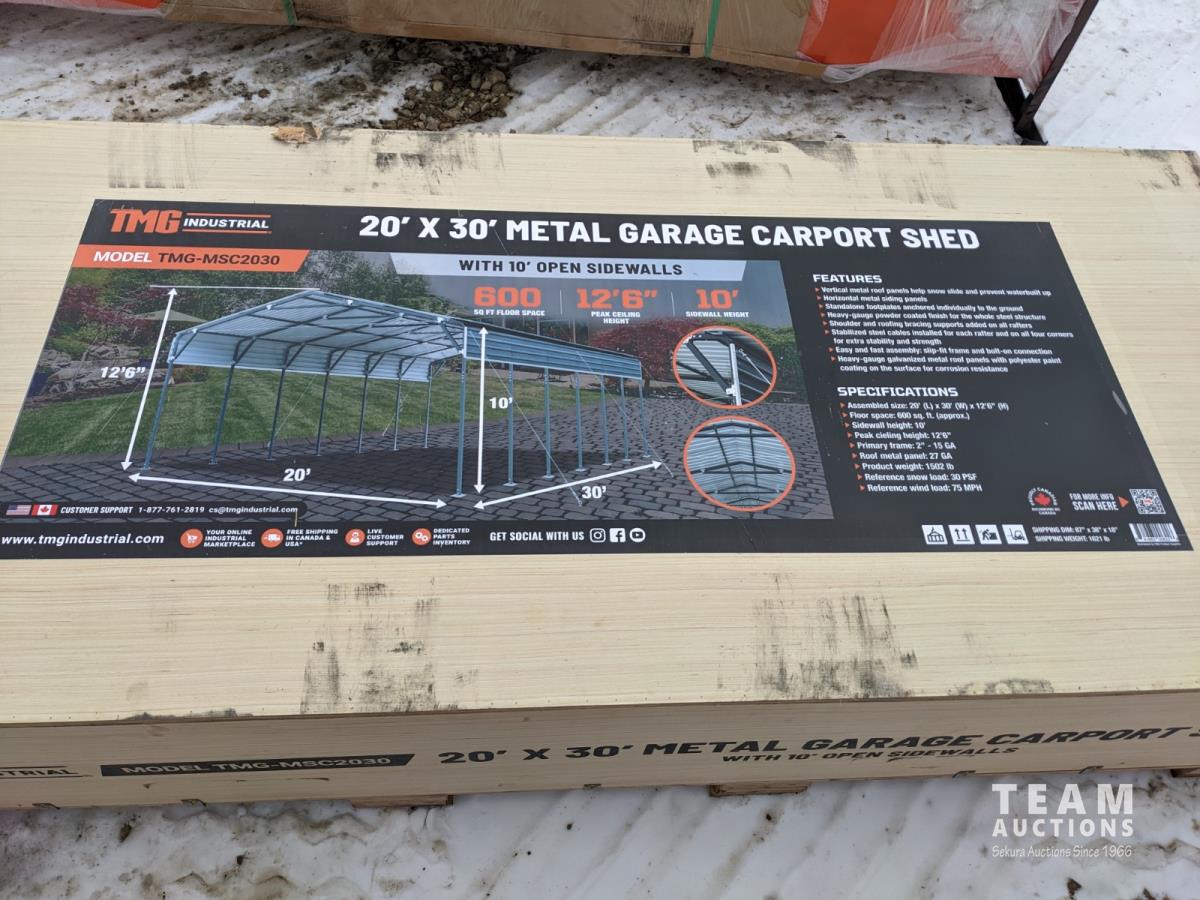 TMG INDUSTRIAL
20' X 30' METAL GARAGE CARPORT SHED
MODEL TMG-MSC2030
WITH 10' OPEN SIDEWALLS
600
SQ FT FLOOR SPACE
12'6"
PEAK CEILING
HEIGHT
10'
SIDEWALL HEIGHT
12'6"
10'
20'
30'
FEATURES
Vertical metal roof panels help snow slide and prevent waterbuilt up
Horizontal metal siding panels
Standalone footplates anchored individually to the ground
Heavy-gauge powder coated finish for the whole steel structure
Shoulder and roofing bracing supports added on all rafters
Stabilized steel cables installed for each rafter and on all four corners
for extra stability and strength
Easy and fast assembly: slip-fit frame and bolt-on connection
Heavy-gauge galvanized metal roof panels with polyester paint
coating on the surface for corrosion resistance
SPECIFICATIONS
Assembled size: 20' (L) x 30' (W) x 12'6" (H)
Floor space: 600 sq. ft. (approx.)
Sidewall height: 10'
Peak cieling height: 12'6"
Primary frame: 2" - 15 GA
Roof metal panel: 27 GA
Product weight: 1502 lb
Reference snow load: 30 PSF
Reference wind load: 75 MPH
CUSTOMER SUPPORT 1-877-761-2819 cs@tmgindustrial.com
www.tmgindustrial.com
YOUR ONLINE
INDUSTRIAL
MARKETPLACE
FREE SHIPPING
IN CANADA &
USA*
LIVE
CUSTOMER
SUPPORT
DEDICATED
PARTS
INVENTORY
GET SOCIAL WITH US
FOR MORE INFO
SCAN HERE
SHIPPING DIM: 87" x 36" x 18"
SHIPPING WEIGHT: 1621 lb
TRIAL
MODEL TMG-MSC2030
20' X 30' METAL GARAGE CARPORT S
WITH 10' OPEN SIDEWALLS
TEAM
AUCTIONS
Sekura Auctions Since 1966